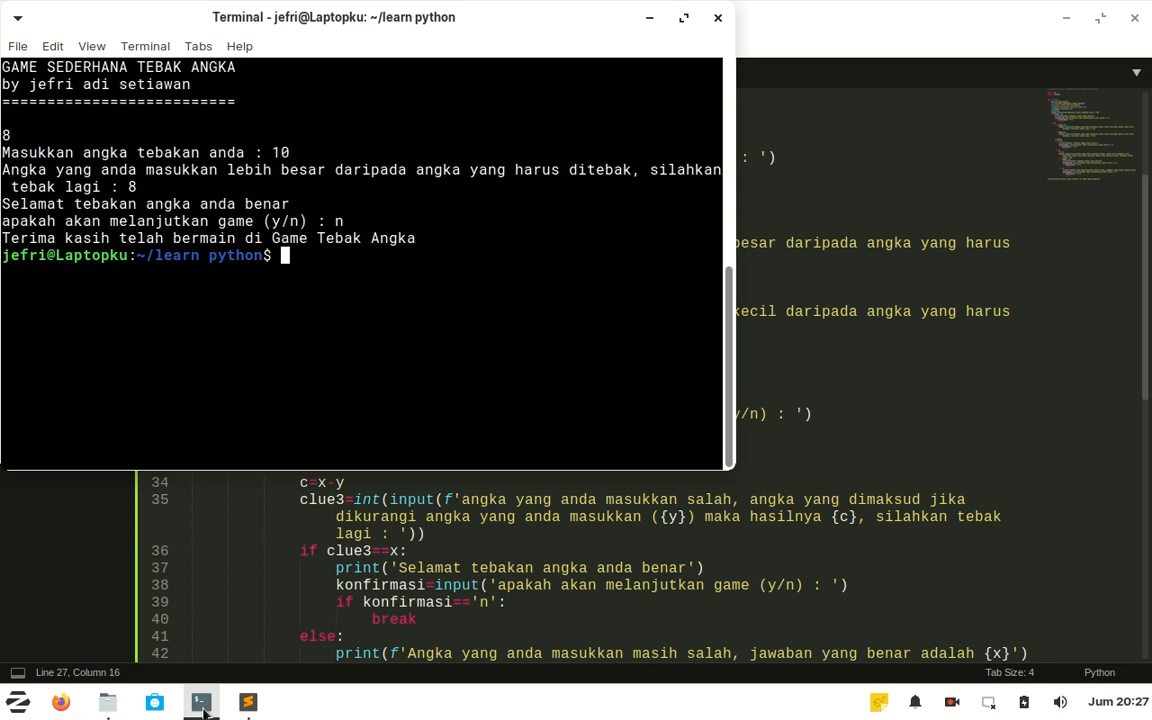 Terminal - jefri@Laptopku: ~/learn python
File Edit View Terminal Tabs Help
GAME SEDERHANA TEBAK ANGKA
by jefri adi setiawan
==========================
8
Masukkan angka tebakan anda : 10
Angka yang anda masukkan lebih besar daripada angka yang harus ditebak, silahkan
tebak lagi : 8
Selamat tebakan angka anda benar
apakah akan melanjutkan game (y/n) : n
Terima kasih telah bermain di Game Tebak Angka
jefri@Laptopku:~/learn python$
: ')
besar daripada angka yang harus
kecil daripada angka yang harus
y/n) : ')
34 c=x-y
35 clue3=int(input(f'angka yang anda masukkan salah, angka yang dimaksud jika
dikurangi angka yang anda masukkan ({y}) maka hasilnya {c}, silahkan tebak
lagi : '))
36 if clue3==x:
37 print('Selamat tebakan angka anda benar')
38 konfirmasi=input('apakah akan melanjutkan game (y/n) : ')
39 if konfirmasi=='n':
40 break
41 else:
42 print(f'Angka yang anda masukkan masih salah, jawaban yang benar adalah {x}')
Line 27, Column 16
Tab Size: 4
Python
Jum 20:27